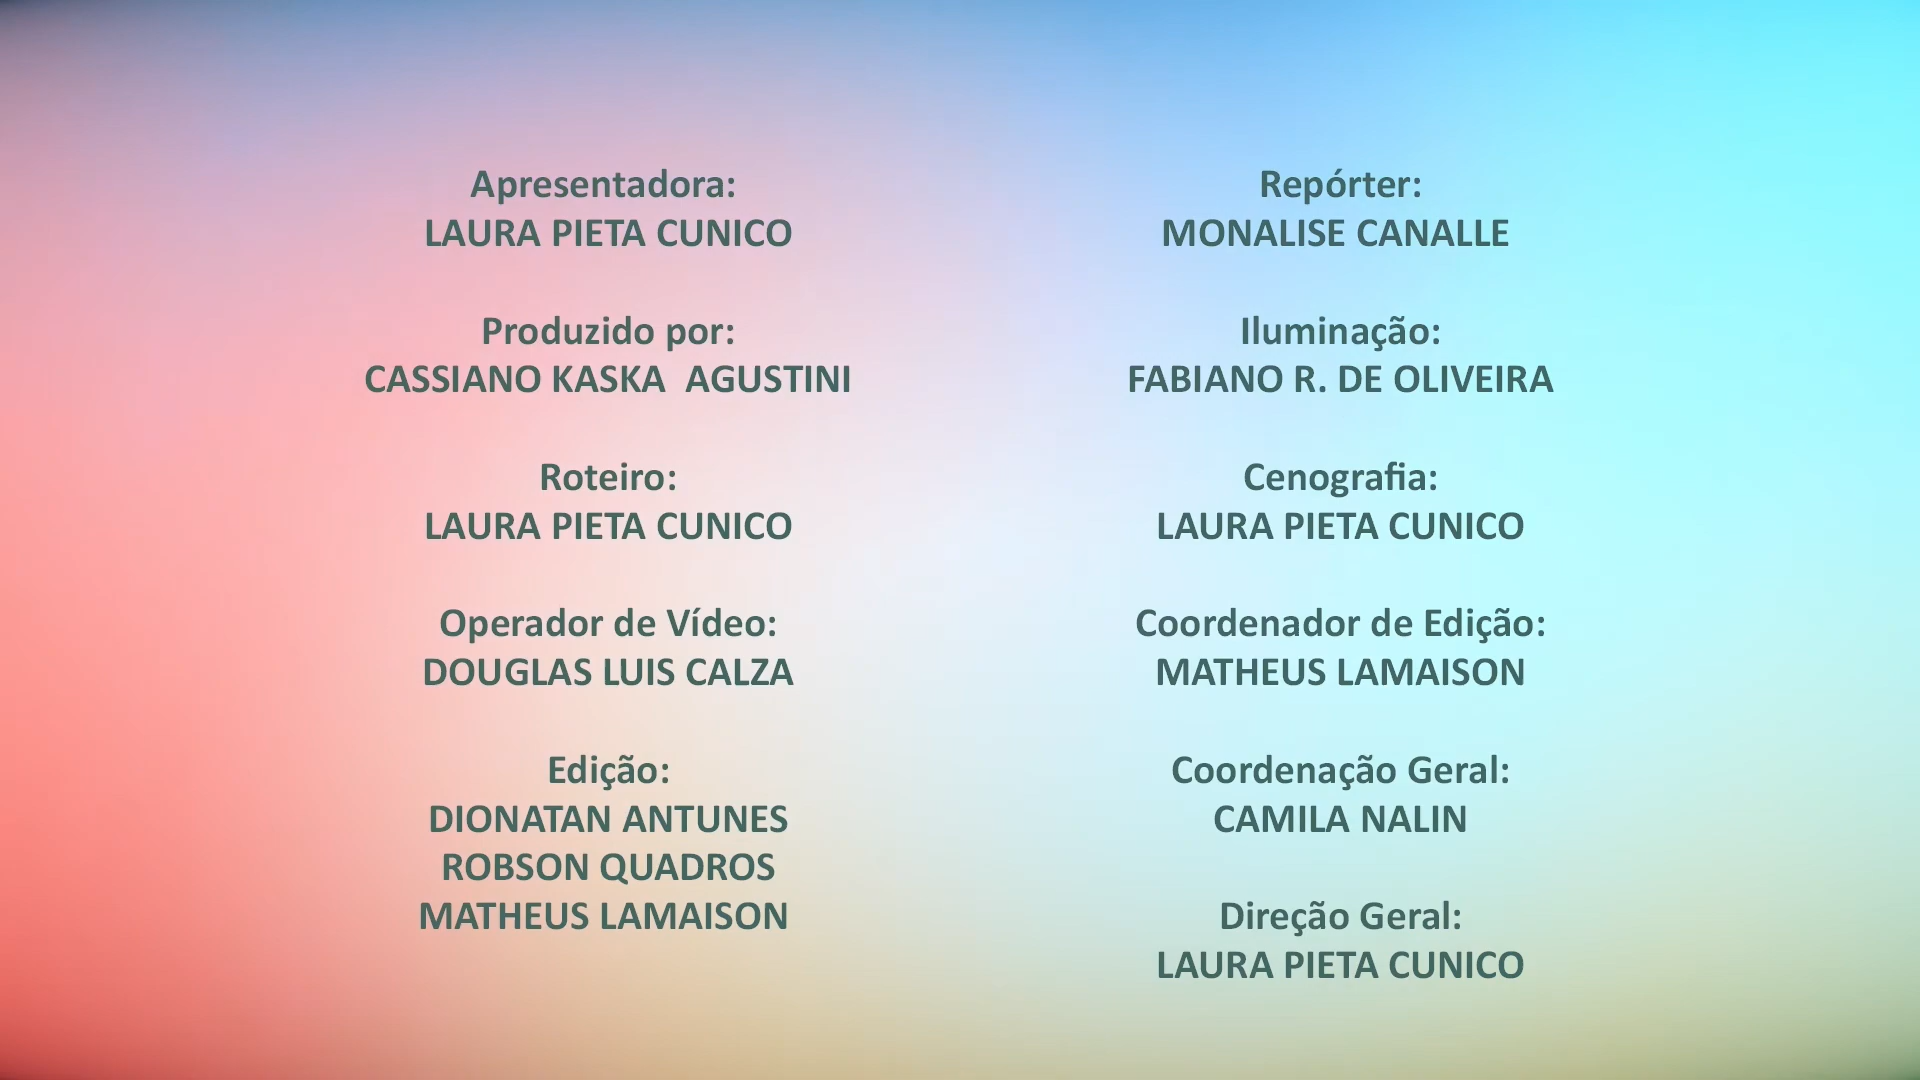 Apresentadora:
LAURA PIETA CUNICO
Produzido por:
CASSIANO KASKA  AGUSTINI
Roteiro:
LAURA PIETA CUNICO
Operador de Vídeo:
DOUGLAS LUIS CALZA
Edição:
DIONATAN ANTUNES
ROBSON QUADROS
MATHEUS LAMAISON
Repórter:
MONALISE CANALLE
Iluminação:
FABIANO R. DE OLIVEIRA
Cenografia:
LAURA PIETA CUNICO
Coordenador de Edição:
MATHEUS LAMAISON
Coordenação Geral:
CAMILA NALIN
Direção Geral:
LAURA PIETA CUNICO